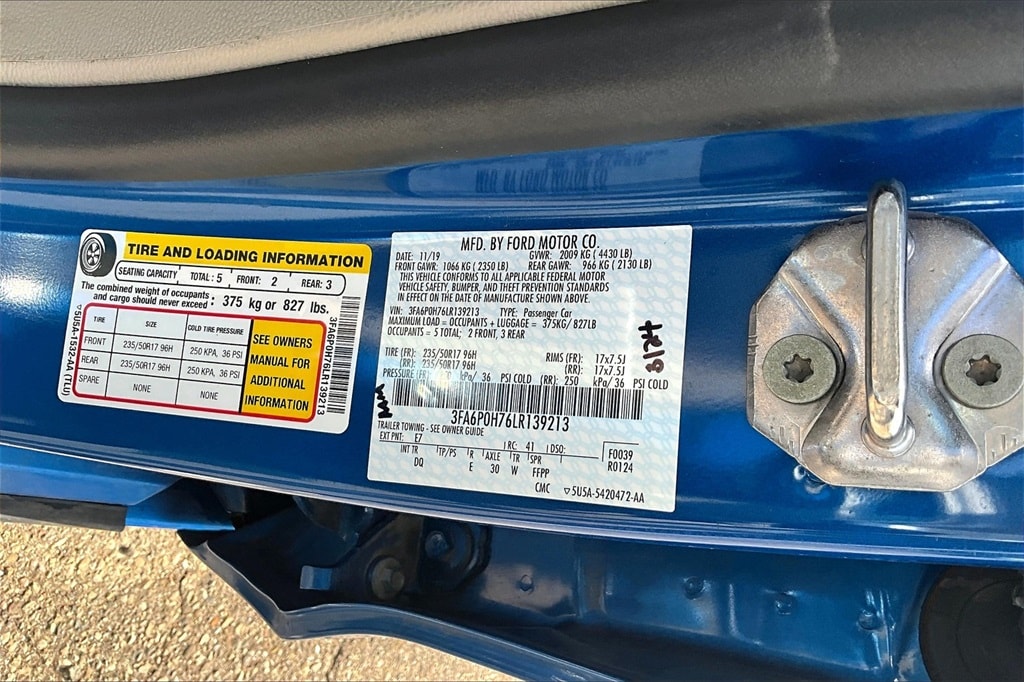 TIRE AND LOADING INFORMATION
SEATING CAPACITY TOTAL: 5 FRONT: 2 REAR: 3
The combined weight of occupants and cargo should never exceed : 375 kg or 827 lbs.
TIRE SIZE COLD TIRE PRESSURE
FRONT 235/50R17 96H 250 KPA, 36 PSI
REAR 235/50R17 96H 250 KPA, 36 PSI
SPARE NONE NONE
SEE OWNERS
MANUAL FOR
ADDITIONAL
INFORMATION
5U5A-1532-AA (TLU)
3FA6P0H76LR139213
MFD. BY FORD MOTOR CO.
DATE: 11/19 GVWR: 2009 KG ( 4430 LB)
FRONT GAWR: 1066 KG ( 2350 LB) REAR GAWR: 966 KG ( 2130 LB)
THIS VEHICLE CONFORMS TO ALL APPLICABLE FEDERAL MOTOR
VEHICLE SAFETY, BUMPER, AND THEFT PREVENTION STANDARDS
IN EFFECT ON THE DATE OF MANUFACTURE SHOWN ABOVE.
VIN: 3FA6P0H76LR139213 TYPE: Passenger Car
MAXIMUM LOAD = OCCUPANTS + LUGGAGE = 375KG/ 827LB
OCCUPANTS = 5 TOTAL; 2 FRONT, 3 REAR
TIRE (FR): 235/50R17 96H RIMS (FR): 17x7.5J
(RR): 235/50R17 96H (RR): 17x7.5J
PRESSURE (FR): 250 kPa/ 36 PSI COLD (RR): 250 kPa/ 36 PSI COLD
3FA6P0H76LR139213
TRAILER TOWING - SEE OWNER GUIDE
EXT PNT: E7 RC: 41 DSO: F0039
INT TR TP/PS R AXLE TR SPR R0124
DQ E 30 W FFPP
CMC 5U5A-5420472-AA